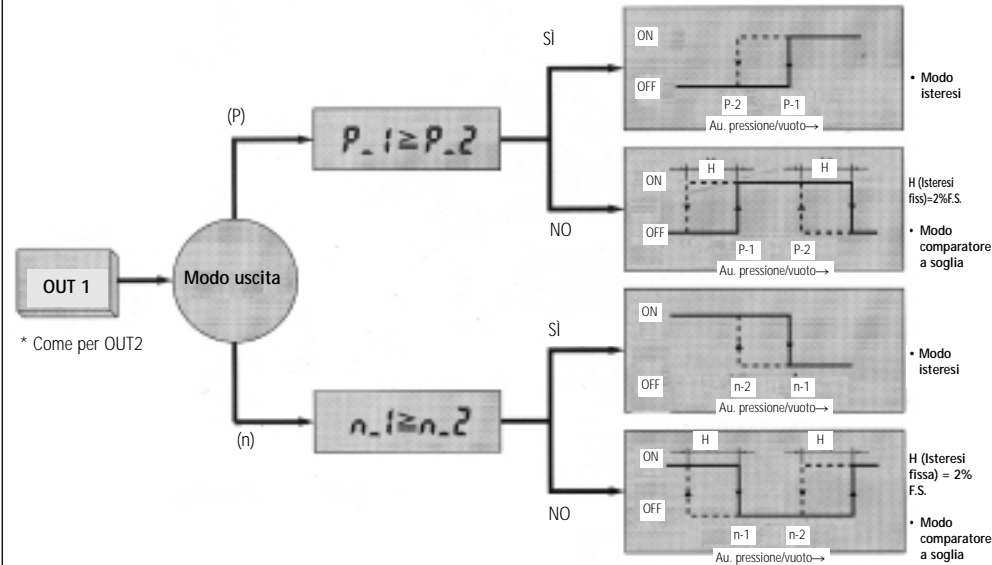 OUT 1
* Come per OUT2
Modo uscita
(P)
P_1≧P_2
SÌ
ON
OFF
P-2
P-1
Au. pressione/vuoto→
• Modo
isteresi
NO
H
H
ON
OFF
P-1
P-2
Au. pressione/vuoto→
H (Isteresi
fiss)=2%F.S.
• Modo
comparatore
a soglia
(n)
n_1≧n_2
SÌ
ON
OFF
n-2
n-1
Au. pressione/vuoto→
• Modo
isteresi
NO
H
H
ON
OFF
n-1
n-2
Au. pressione/vuoto→
H (Isteresi
fissa) = 2%
F.S.
• Modo
comparatore
a soglia